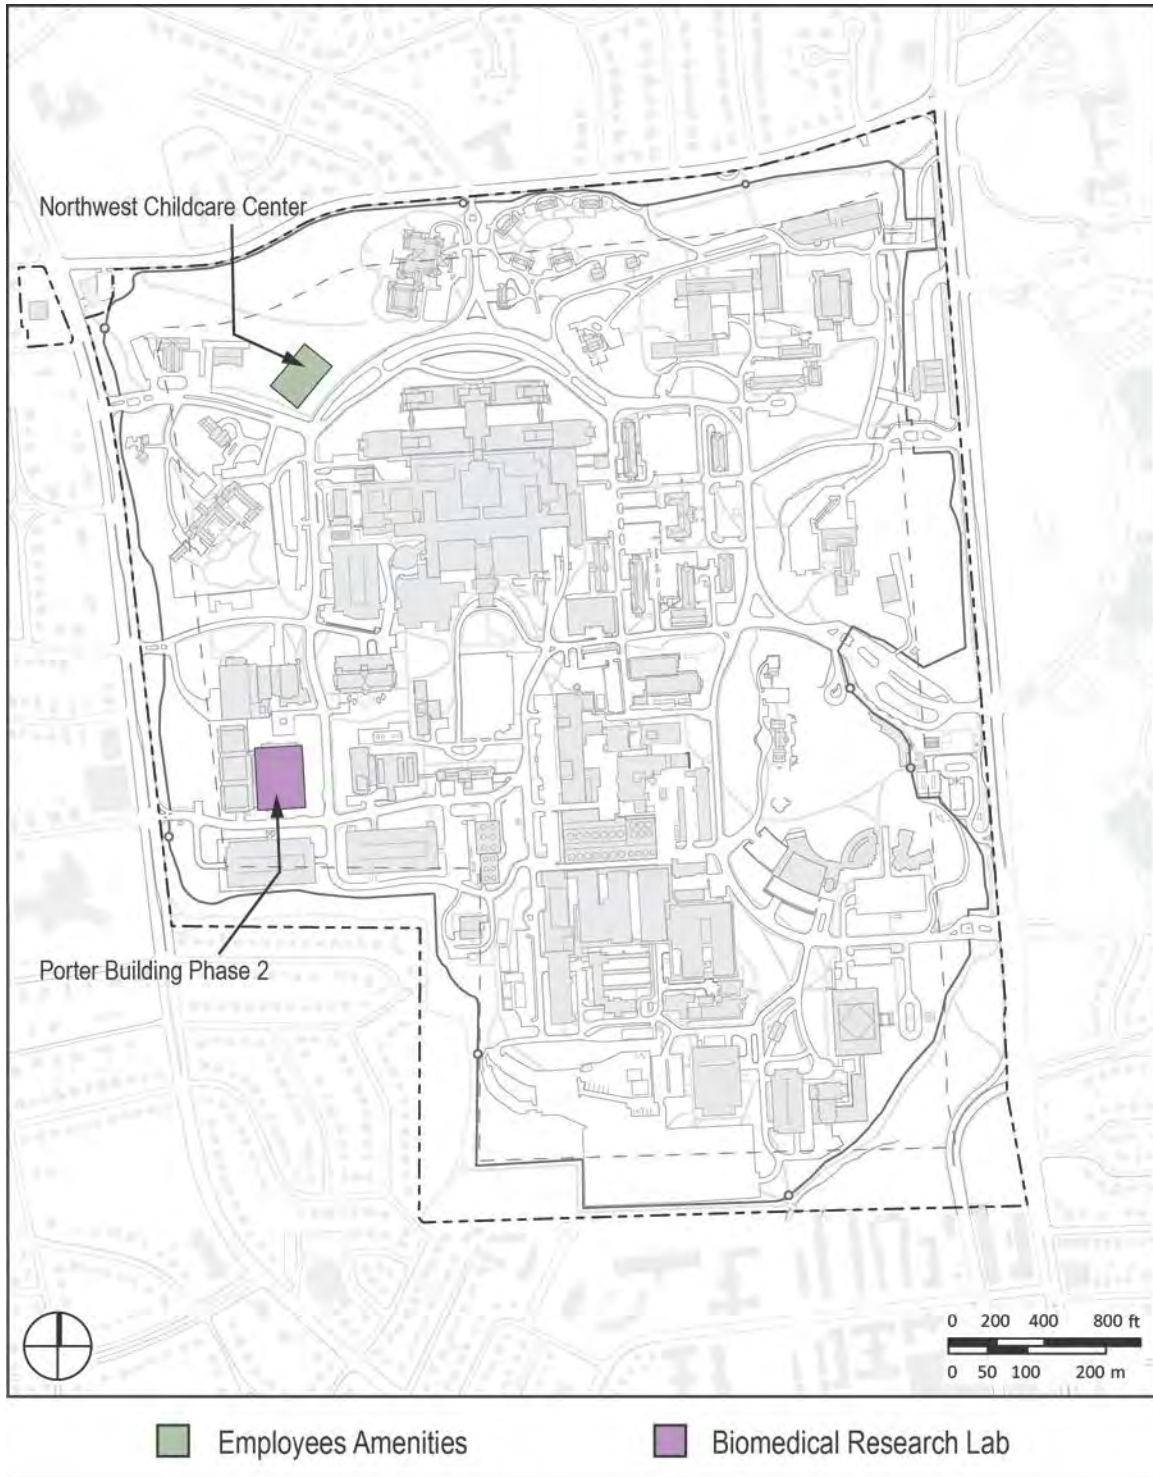 Northwest Childcare Center
Porter Building Phase 2
0 200 400 800 ft
0 50 100 200 m
Employees Amenities
Biomedical Research Lab